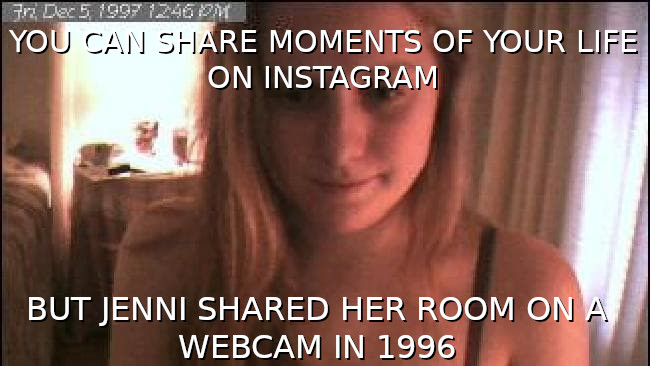 Fri, Dec 5, 1997 12:46 PM
YOU CAN SHARE MOMENTS OF YOUR LIFE
ON INSTAGRAM
BUT JENNI SHARED HER ROOM ON A
WEBCAM IN 1996